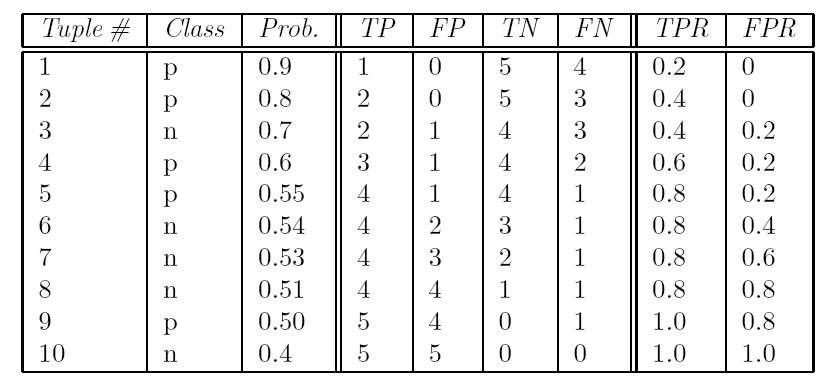 Tuple # Class Prob. TP FP TN FN TPR FPR
1 p 0.9 1 0 5 4 0.2 0
2 p 0.8 2 0 5 3 0.4 0
3 n 0.7 2 1 4 3 0.4 0.2
4 p 0.6 3 1 4 2 0.6 0.2
5 p 0.55 4 1 4 1 0.8 0.2
6 n 0.54 4 2 3 1 0.8 0.4
7 n 0.53 4 3 2 1 0.8 0.6
8 n 0.51 4 4 1 1 0.8 0.8
9 p 0.50 5 4 0 1 1.0 0.8
10 n 0.4 5 5 0 0 1.0 1.0